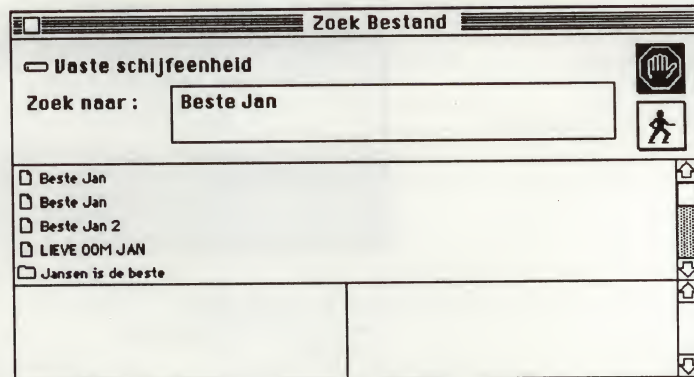 Zoek Bestand
Vaste schijfeenheid
Zoek naar : Beste Jan
Beste Jan
Beste Jan
Beste Jan 2
LIEVE OOM JAN
Jansen is de beste